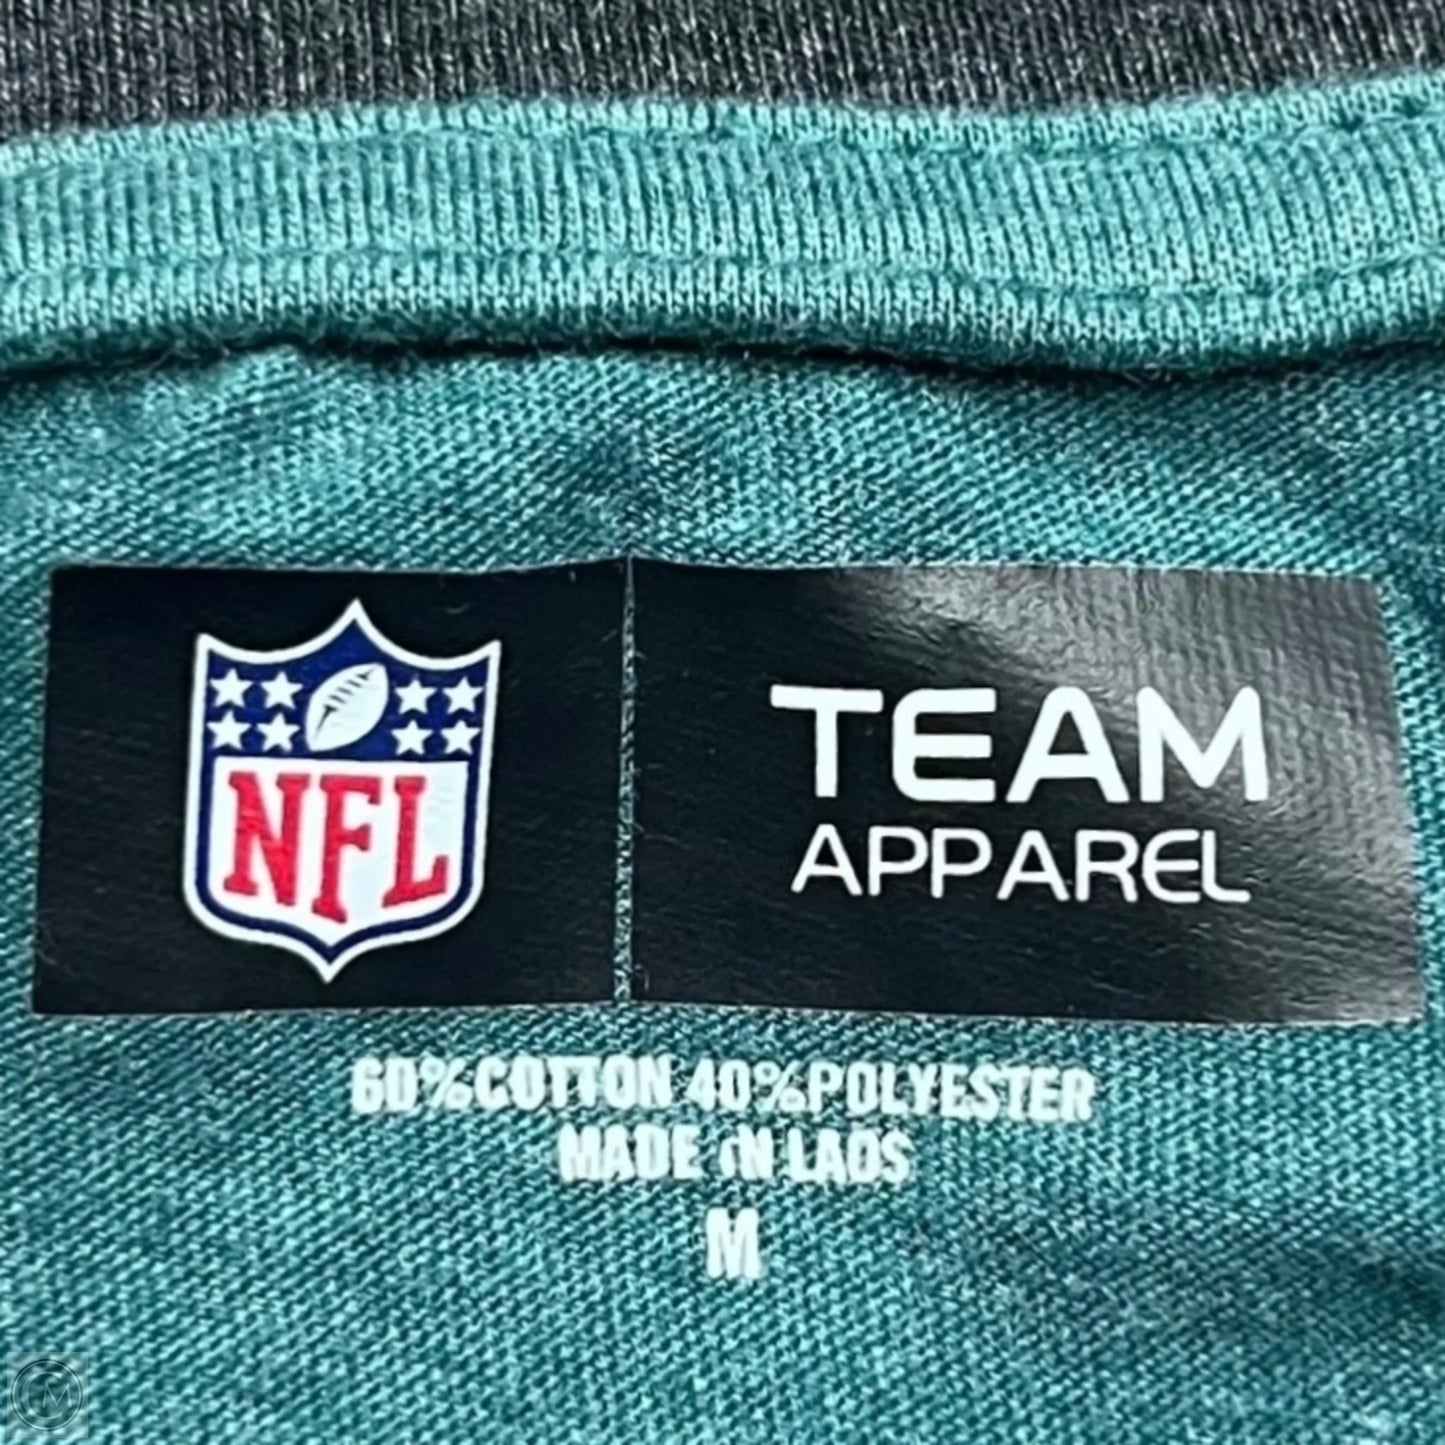 NFL
TEAM
APPAREL
60%COTTON 40%POLYESTER
MADE IN LAOS
M